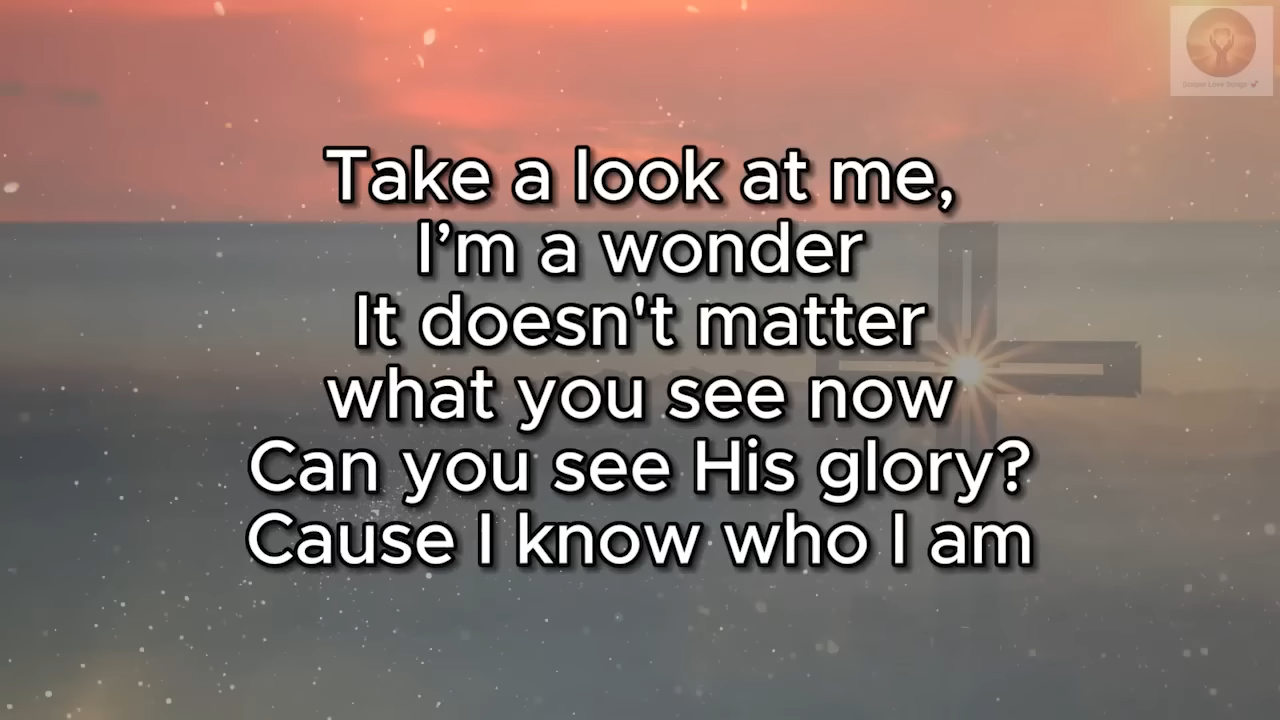 Take a look at me,
I’m a wonder
It doesn't matter
what you see now
Can you see His glory?
Cause I know who I am